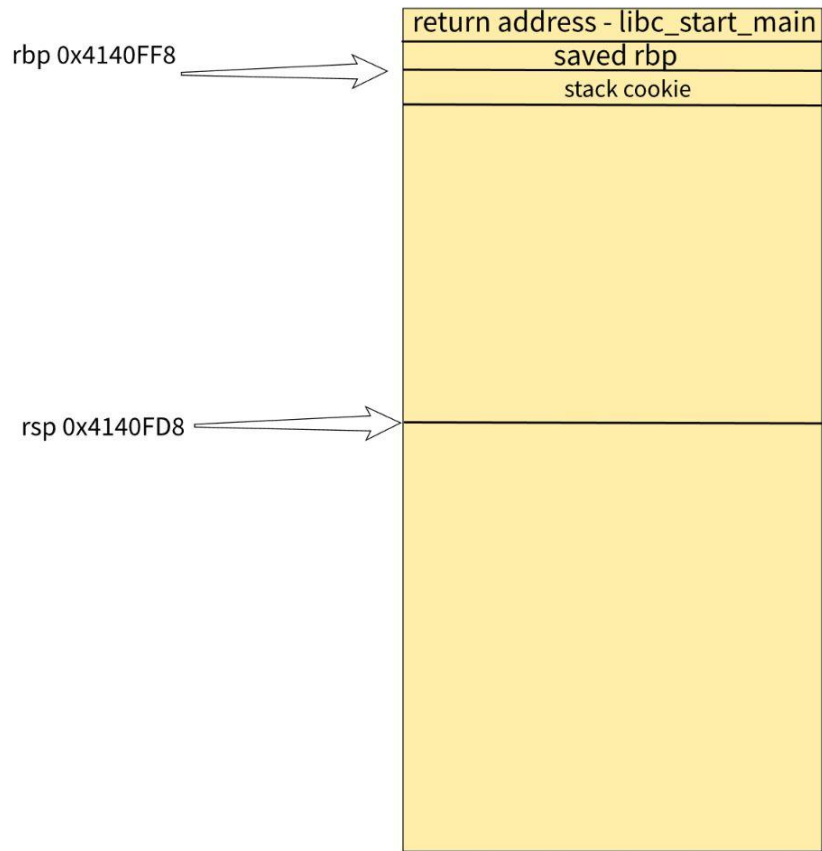 return address - libc_start_main
rbp 0x4140FF8
saved rbp
stack cookie
rsp 0x4140FD8